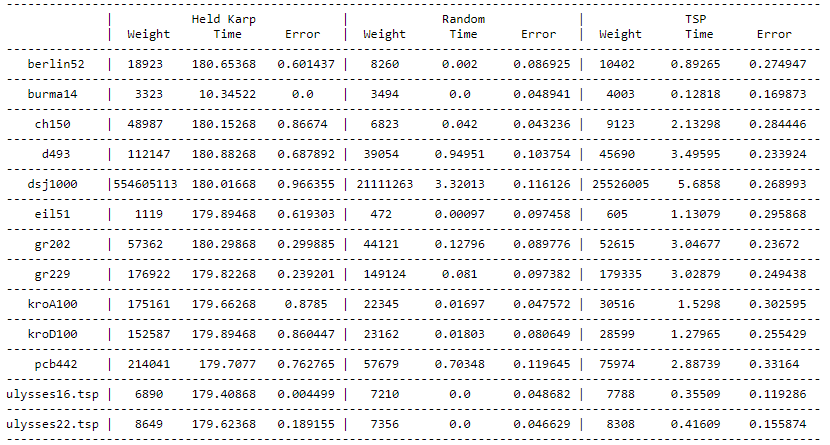 | Held Karp | Random | TSP
| Weight Time Error | Weight Time Error | Weight Time Error
berlin52 | 18923 180.65368 0.601437 | 8260 0.002 0.086925 | 10402 0.89265 0.274947
burma14 | 3323 10.34522 0.0 | 3494 0.0 0.048941 | 4003 0.12818 0.169873
ch150 | 48987 180.15268 0.86674 | 6823 0.042 0.043236 | 9123 2.13298 0.284446
d493 | 112147 180.88268 0.687892 | 39054 0.94951 0.103754 | 45690 3.49595 0.233924
dsj1000 |554605113 180.01668 0.966355 | 21111263 3.32013 0.116126 | 25526005 5.6858 0.268993
eil51 | 1119 179.89468 0.619303 | 472 0.00097 0.097458 | 605 1.13079 0.295868
gr202 | 57362 180.29868 0.299885 | 44121 0.12796 0.089776 | 52615 3.04677 0.23672
gr229 | 176922 179.82268 0.239201 | 149124 0.081 0.097382 | 179335 3.02879 0.249438
kroA100 | 175161 179.66268 0.8785 | 22345 0.01697 0.047572 | 30516 1.5298 0.302595
kroD100 | 152587 179.89468 0.860447 | 23162 0.01803 0.080649 | 28599 1.27965 0.255429
pcb442 | 214041 179.7077 0.762765 | 57679 0.70348 0.119645 | 75974 2.88739 0.33164
ulysses16.tsp | 6890 179.40868 0.004499 | 7210 0.0 0.048682 | 7788 0.35509 0.119286
ulysses22.tsp | 8649 179.62368 0.189155 | 7356 0.0 0.046629 | 8308 0.41609 0.155874